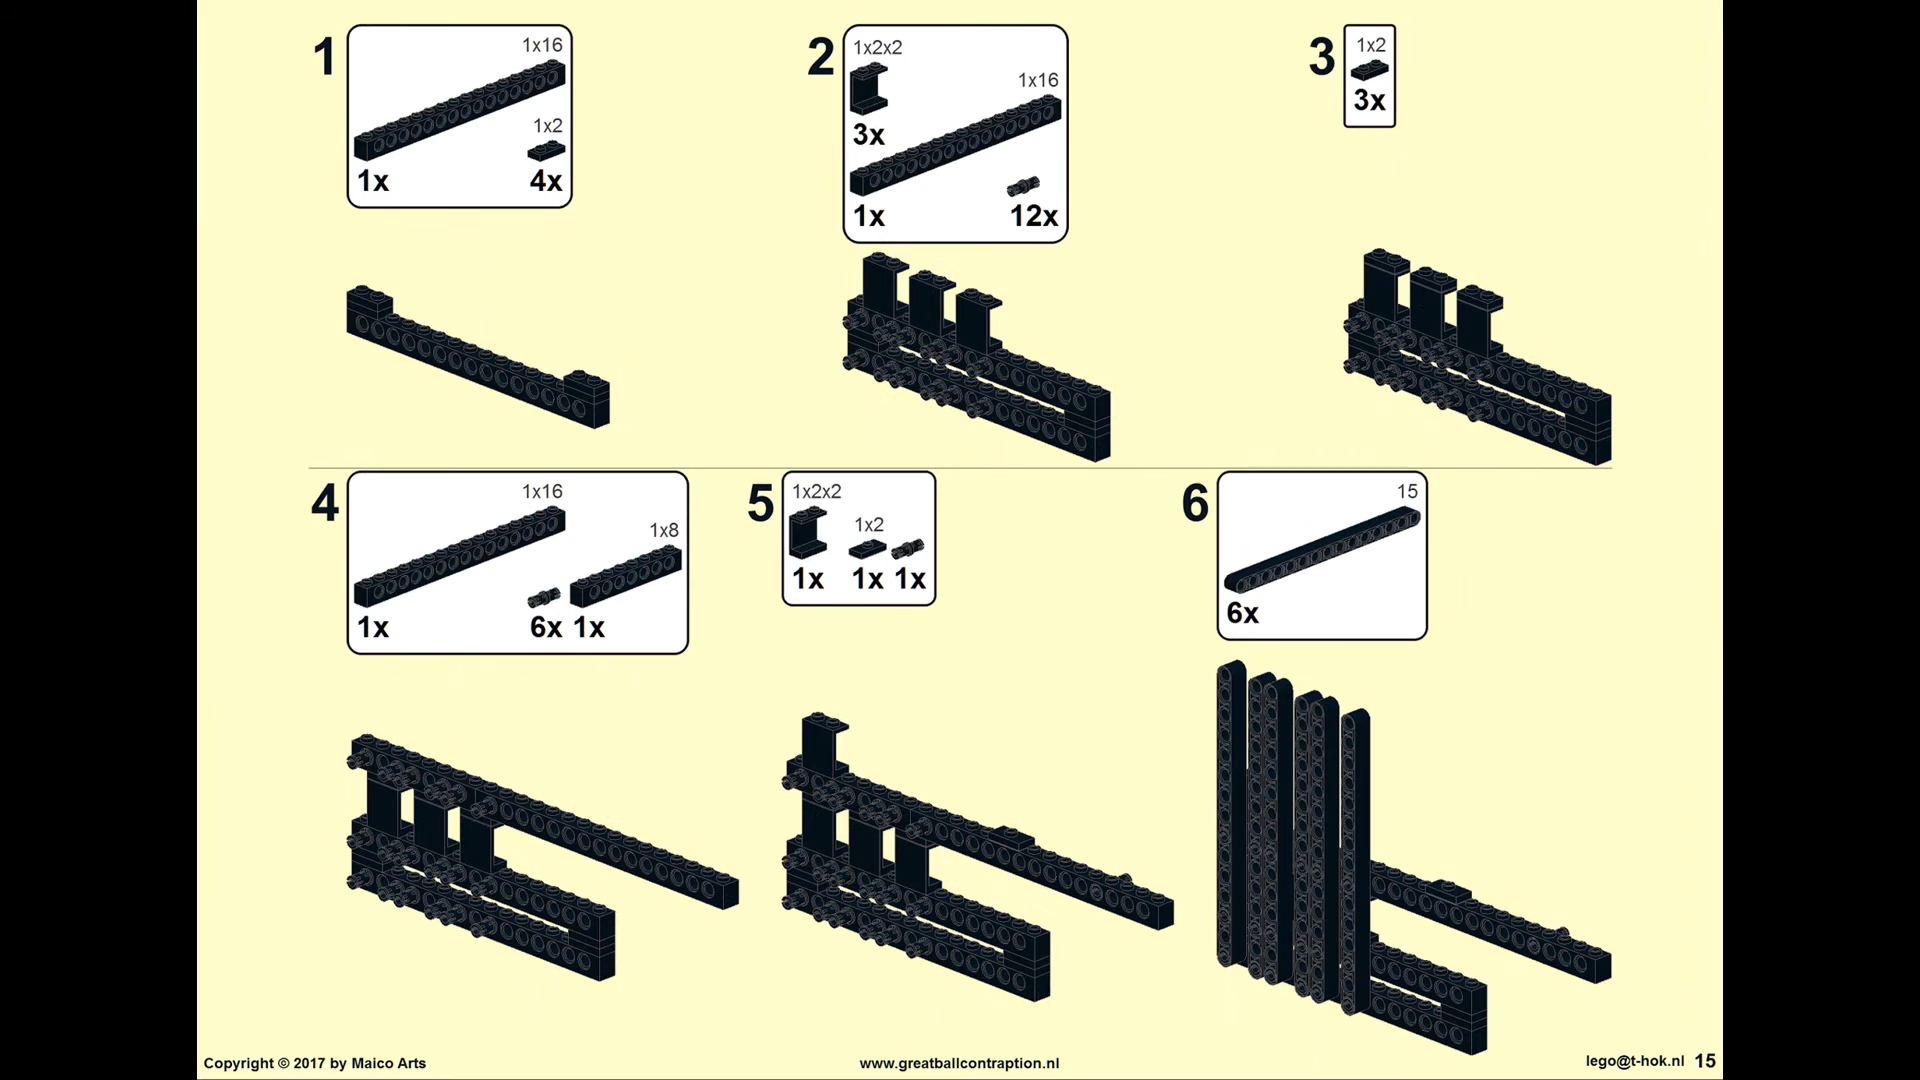 1
1x16
1x2
1x
4x
2
1x2x2
1x16
3x
1x
12x
3
1x2
3x
4
1x16
1x8
1x
6x
1x
5
1x2x2
1x2
1x
1x
1x
6
15
6x
Copyright © 2017 by Maico Arts
www.greatballcontraption.nl
lego@t-hok.nl 15